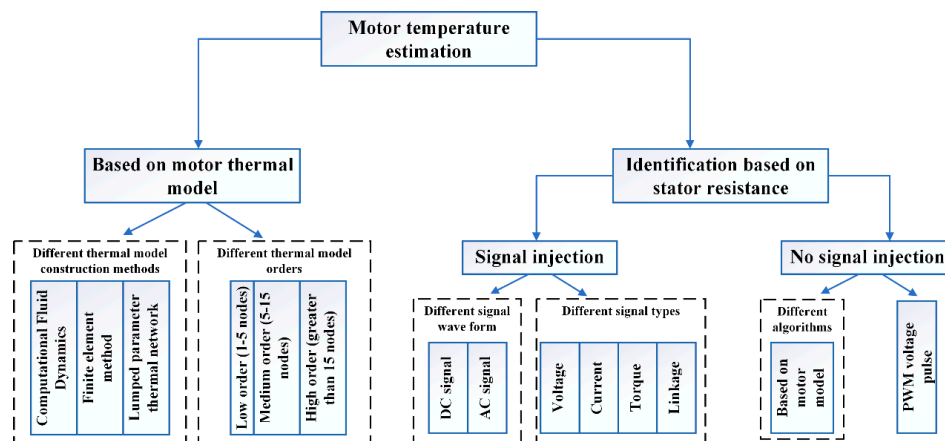 Motor temperature
estimation
Based on motor thermal
model
Identification based on
stator resistance
Different thermal model
construction methods
Computational Fluid
Dynamics
Finite element
method
Lumped parameter
thermal network
Different thermal model
orders
Low order (1-5 nodes)
Medium order (5-15
nodes)
High order (greater
than 15 nodes)
Signal injection
No signal injection
Different signal
wave form
DC signal
AC signal
Different signal types
Voltage
Current
Torque
Linkage
Different
algorithms
Based on
motor
model
PWM voltage
pulse